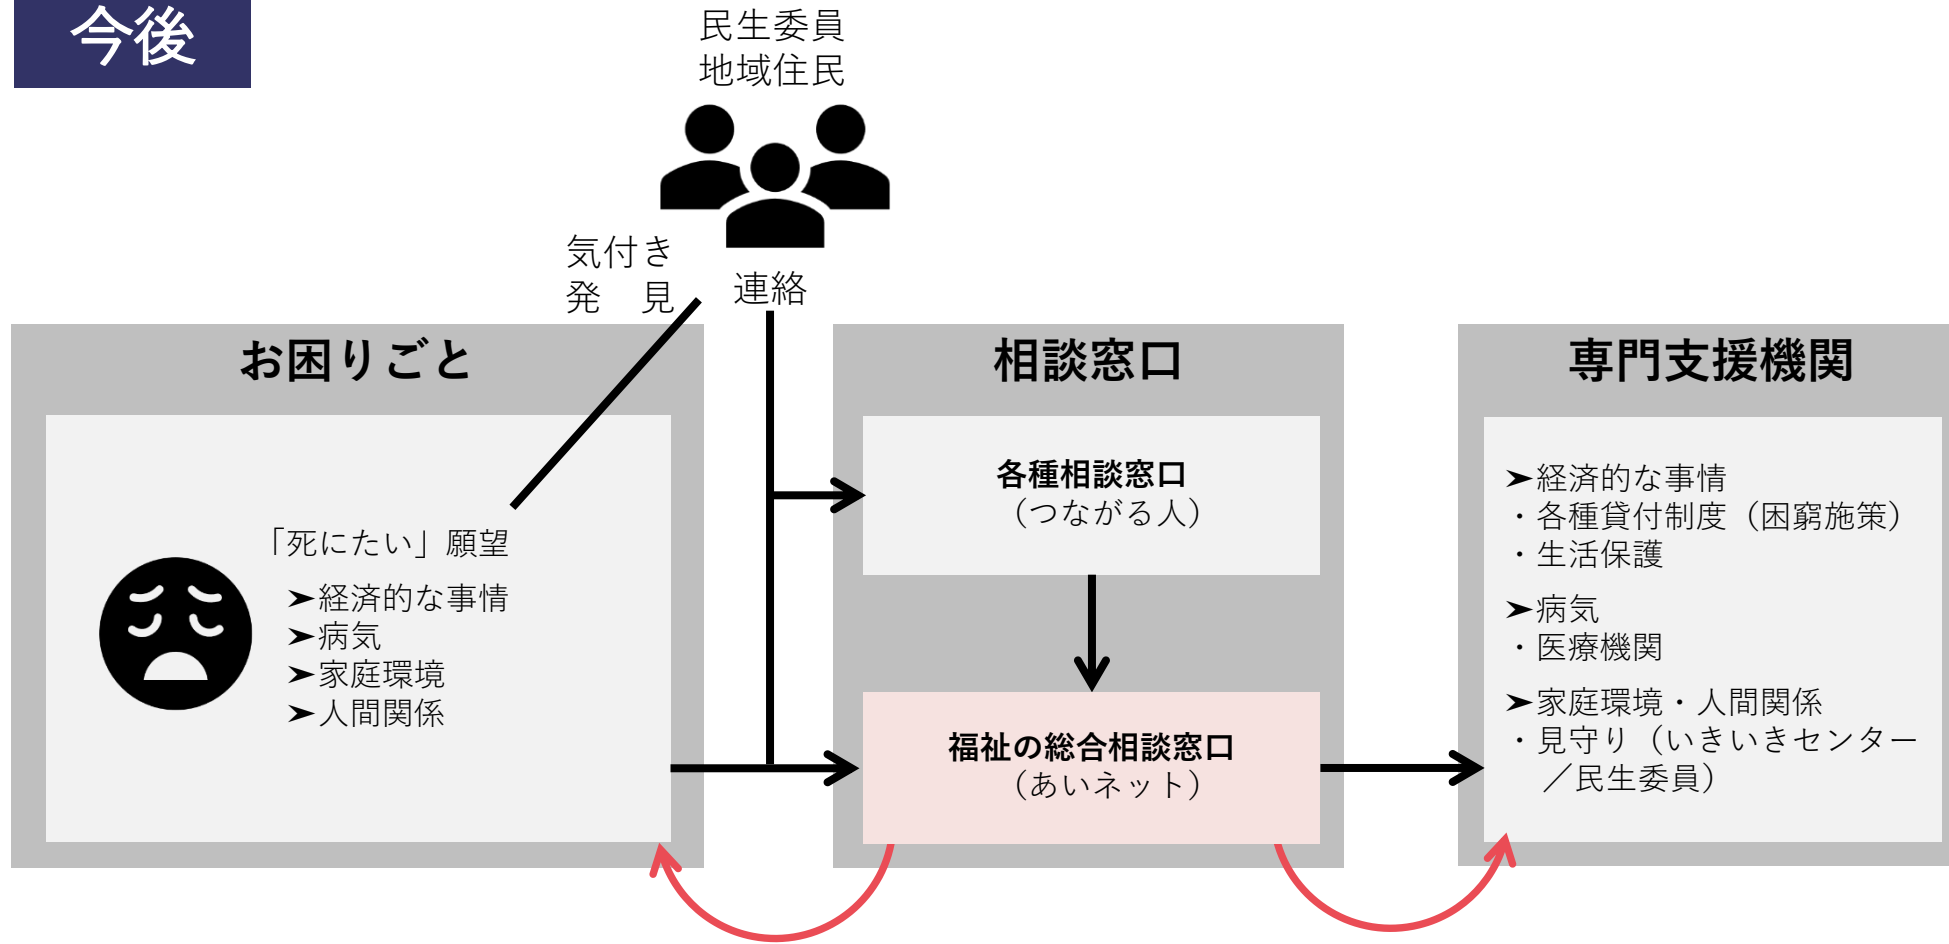 今後
民生委員
地域住民
気付き
発　見
連絡
お困りごと
「死にたい」願望
➤経済的な事情
➤病気
➤家庭環境
➤人間関係
相談窓口
各種相談窓口
（つながる人）
福祉の総合相談窓口
（あいネット）
専門支援機関
➤経済的な事情
・各種貸付制度（困窮施策）
・生活保護
➤病気
・医療機関
➤家庭環境・人間関係
・見守り（いきいきセンター
／民生委員）